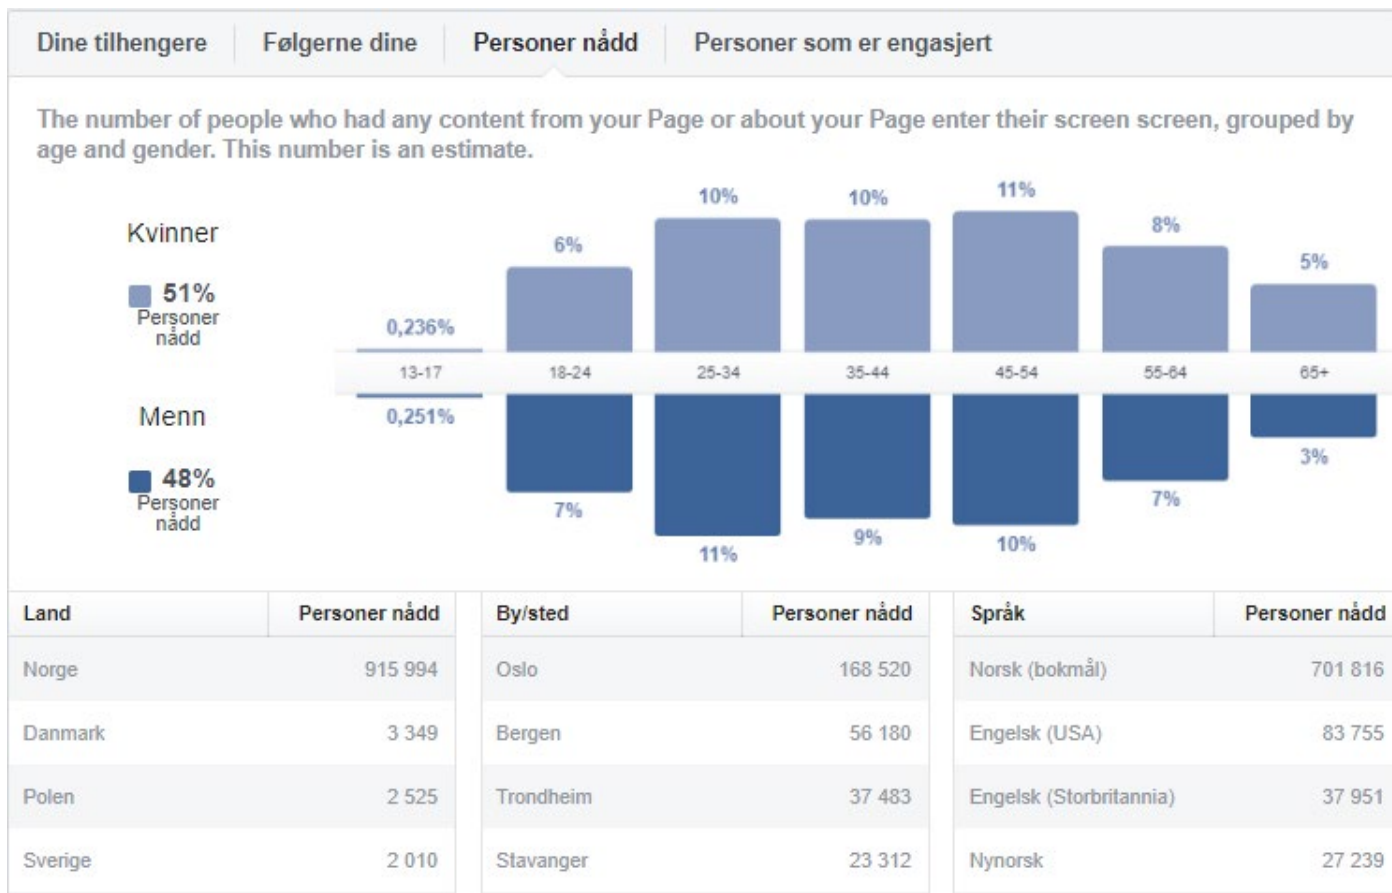 Dine tilhengere Følgerne dine Personer nådd Personer som er engasjert
The number of people who had any content from your Page or about your Page enter their screen screen, grouped by
age and gender. This number is an estimate.
Kvinner
51%
Personer
nådd
Menn
48%
Personer
nådd
0,236% 6% 10% 10% 11% 8% 5%
13-17 18-24 25-34 35-44 45-54 55-64 65+
0,251% 7% 11% 9% 10% 7% 3%
Land Personer nådd By/sted Personer nådd Språk Personer nådd
Norge 915 994 Oslo 168 520 Norsk (bokmål) 701 816
Danmark 3 349 Bergen 56 180 Engelsk (USA) 83 755
Polen 2 525 Trondheim 37 483 Engelsk (Storbritannia) 37 951
Sverige 2 010 Stavanger 23 312 Nynorsk 27 239